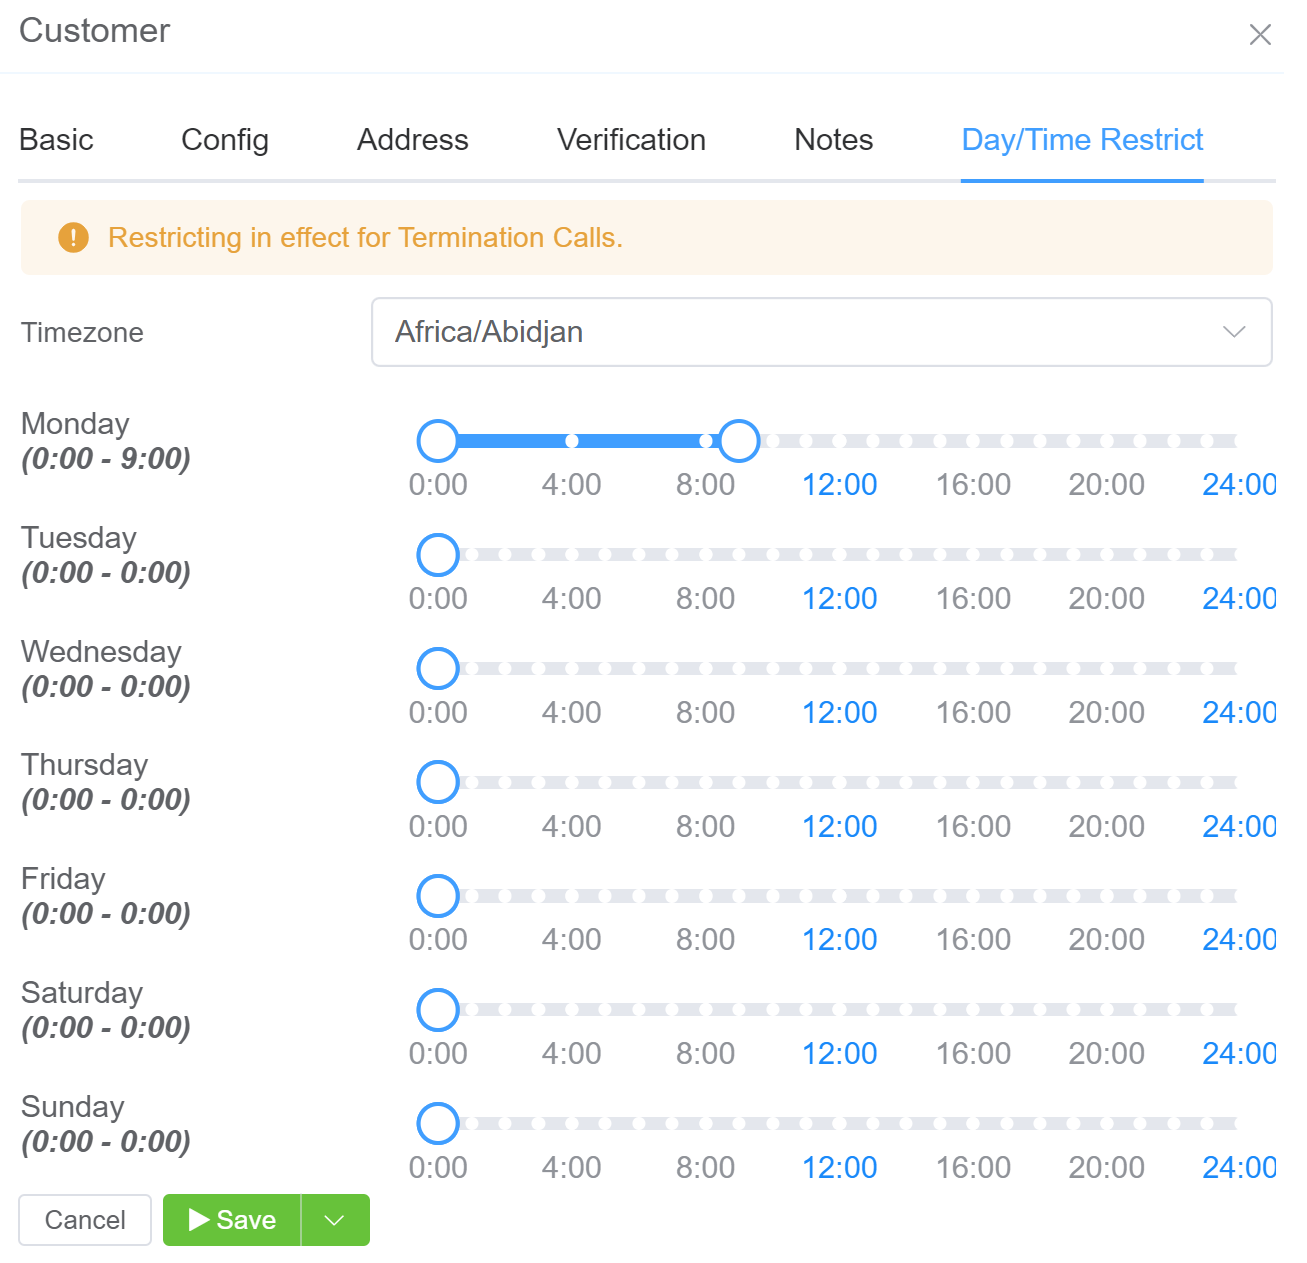 Customer
Basic Config Address Verification Notes Day/Time Restrict
Restricting in effect for Termination Calls.
Timezone Africa/Abidjan
Monday
(0:00 - 9:00)
0:00 4:00 8:00 12:00 16:00 20:00 24:00
Tuesday
(0:00 - 0:00)
0:00 4:00 8:00 12:00 16:00 20:00 24:00
Wednesday
(0:00 - 0:00)
0:00 4:00 8:00 12:00 16:00 20:00 24:00
Thursday
(0:00 - 0:00)
0:00 4:00 8:00 12:00 16:00 20:00 24:00
Friday
(0:00 - 0:00)
0:00 4:00 8:00 12:00 16:00 20:00 24:00
Saturday
(0:00 - 0:00)
0:00 4:00 8:00 12:00 16:00 20:00 24:00
Sunday
(0:00 - 0:00)
0:00 4:00 8:00 12:00 16:00 20:00 24:00
Cancel Save